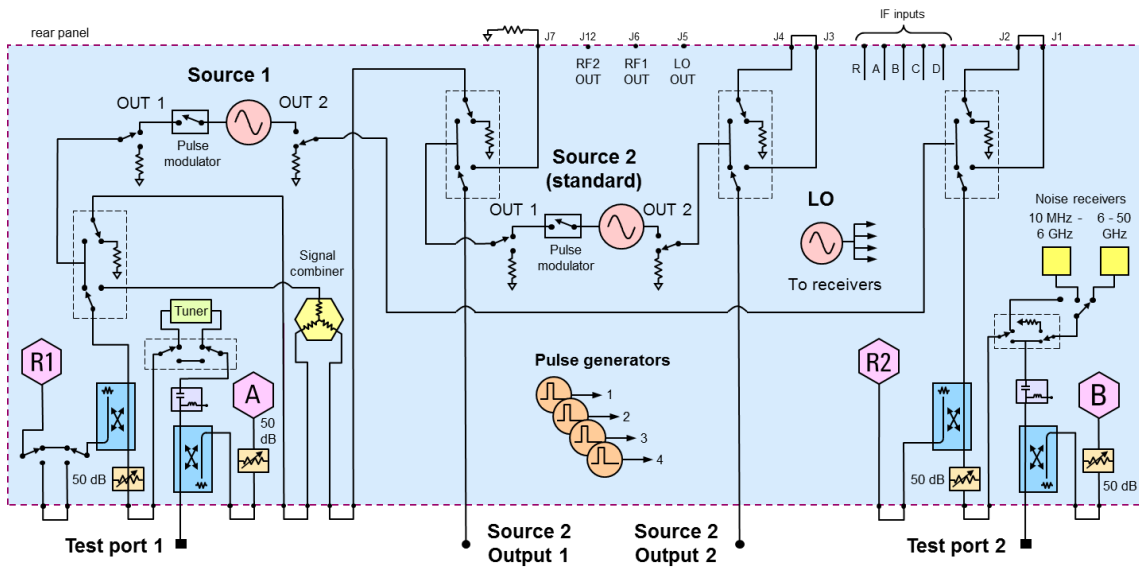 rear panel
J7
J12
J6
J5
J4
J3
IF inputs
J2
J1
RF2
OUT
RF1
OUT
LO
OUT
R
A
B
C
D
Source 1
OUT 1
OUT 2
Pulse
modulator
Source 2
(standard)
OUT 1
OUT 2
Pulse
modulator
LO
To receivers
Noise receivers
10 MHz -
6 GHz
6 - 50
GHz
Signal
combiner
Tuner
R1
A
50
dB
50 dB
Pulse generators
1
2
3
4
R2
B
50 dB
50 dB
Test port 1
Source 2
Output 1
Source 2
Output 2
Test port 2